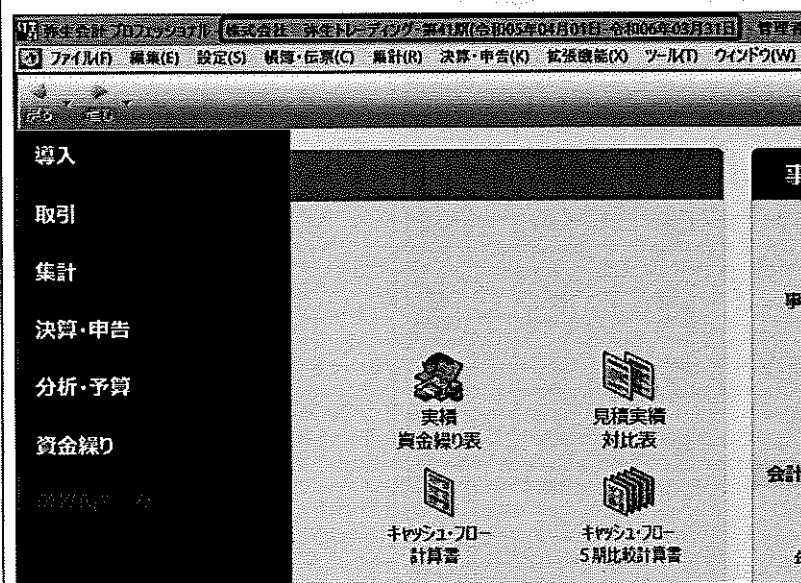 弥生会計 プロフェッショナル - [株式会社 弥生トレーディング-第41期(令和05年04月01日-令和06年03月31日)] - 管理者
ファイル(F) 編集(E) 設定(S) 帳簿・伝票(C) 集計(R) 決算・申告(K) 拡張機能(X) ツール(T) ウィンドウ(W)
導入
取引
集計
決算・申告
分析・予算
資金繰り
実績
資金繰り表
見積実績
対比表
キャッシュ・フロー
計算書
キャッシュ・フロー
5期比較計算書
会計